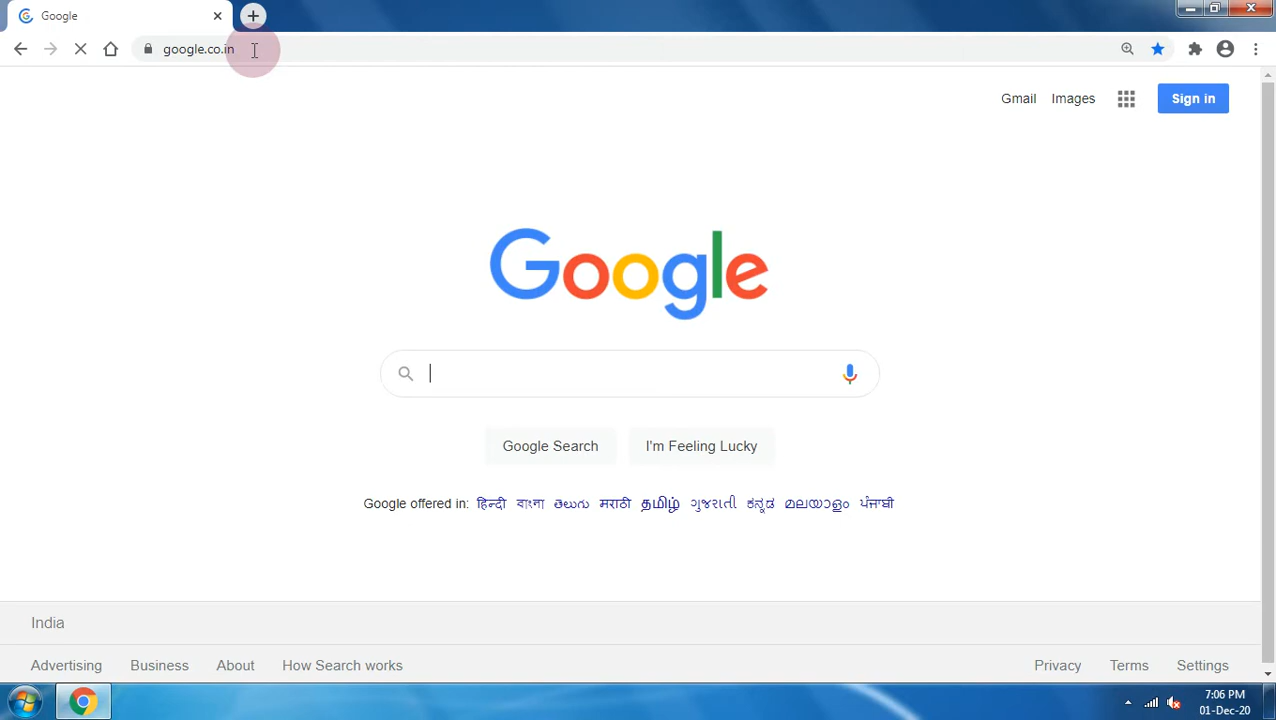 Google
google.co.in
Gmail Images Sign in
Google
Google Search I'm Feeling Lucky
Google offered in: हिन्दी বাংলা తెలుగు मराठी தமிழ் ગુજરાતી ಕನ್ನಡ മലയാളം ਪੰਜਾਬੀ
India
Advertising Business About How Search works Privacy Terms Settings
7:06 PM
01-Dec-20